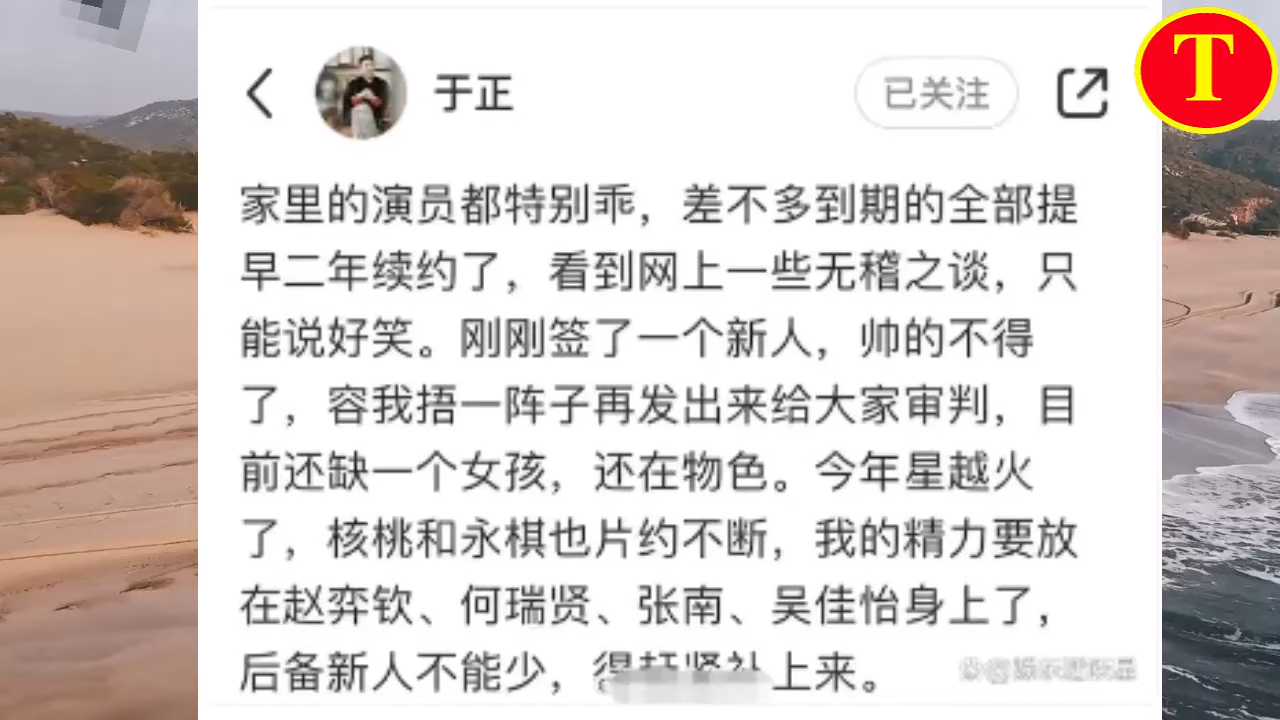 T
于正
已关注
家里的演员都特别乖，差不多到期的全部提
早二年续约了，看到网上一些无稽之谈，只
能说好笑。刚刚签了一个新人，帅的不得
了，容我捂一阵子再发出来给大家审判，目
前还缺一个女孩，还在物色。今年星越火
了，核桃和永棋也片约不断，我的精力要放
在赵弈钦、何瑞贤、张南、吴佳怡身上了，
后备新人不能少，得赶紧补上来。